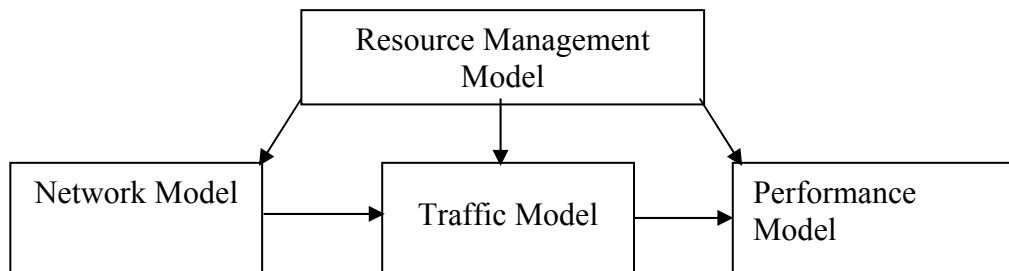 Resource Management
Model
Network Model
Traffic Model
Performance
Model